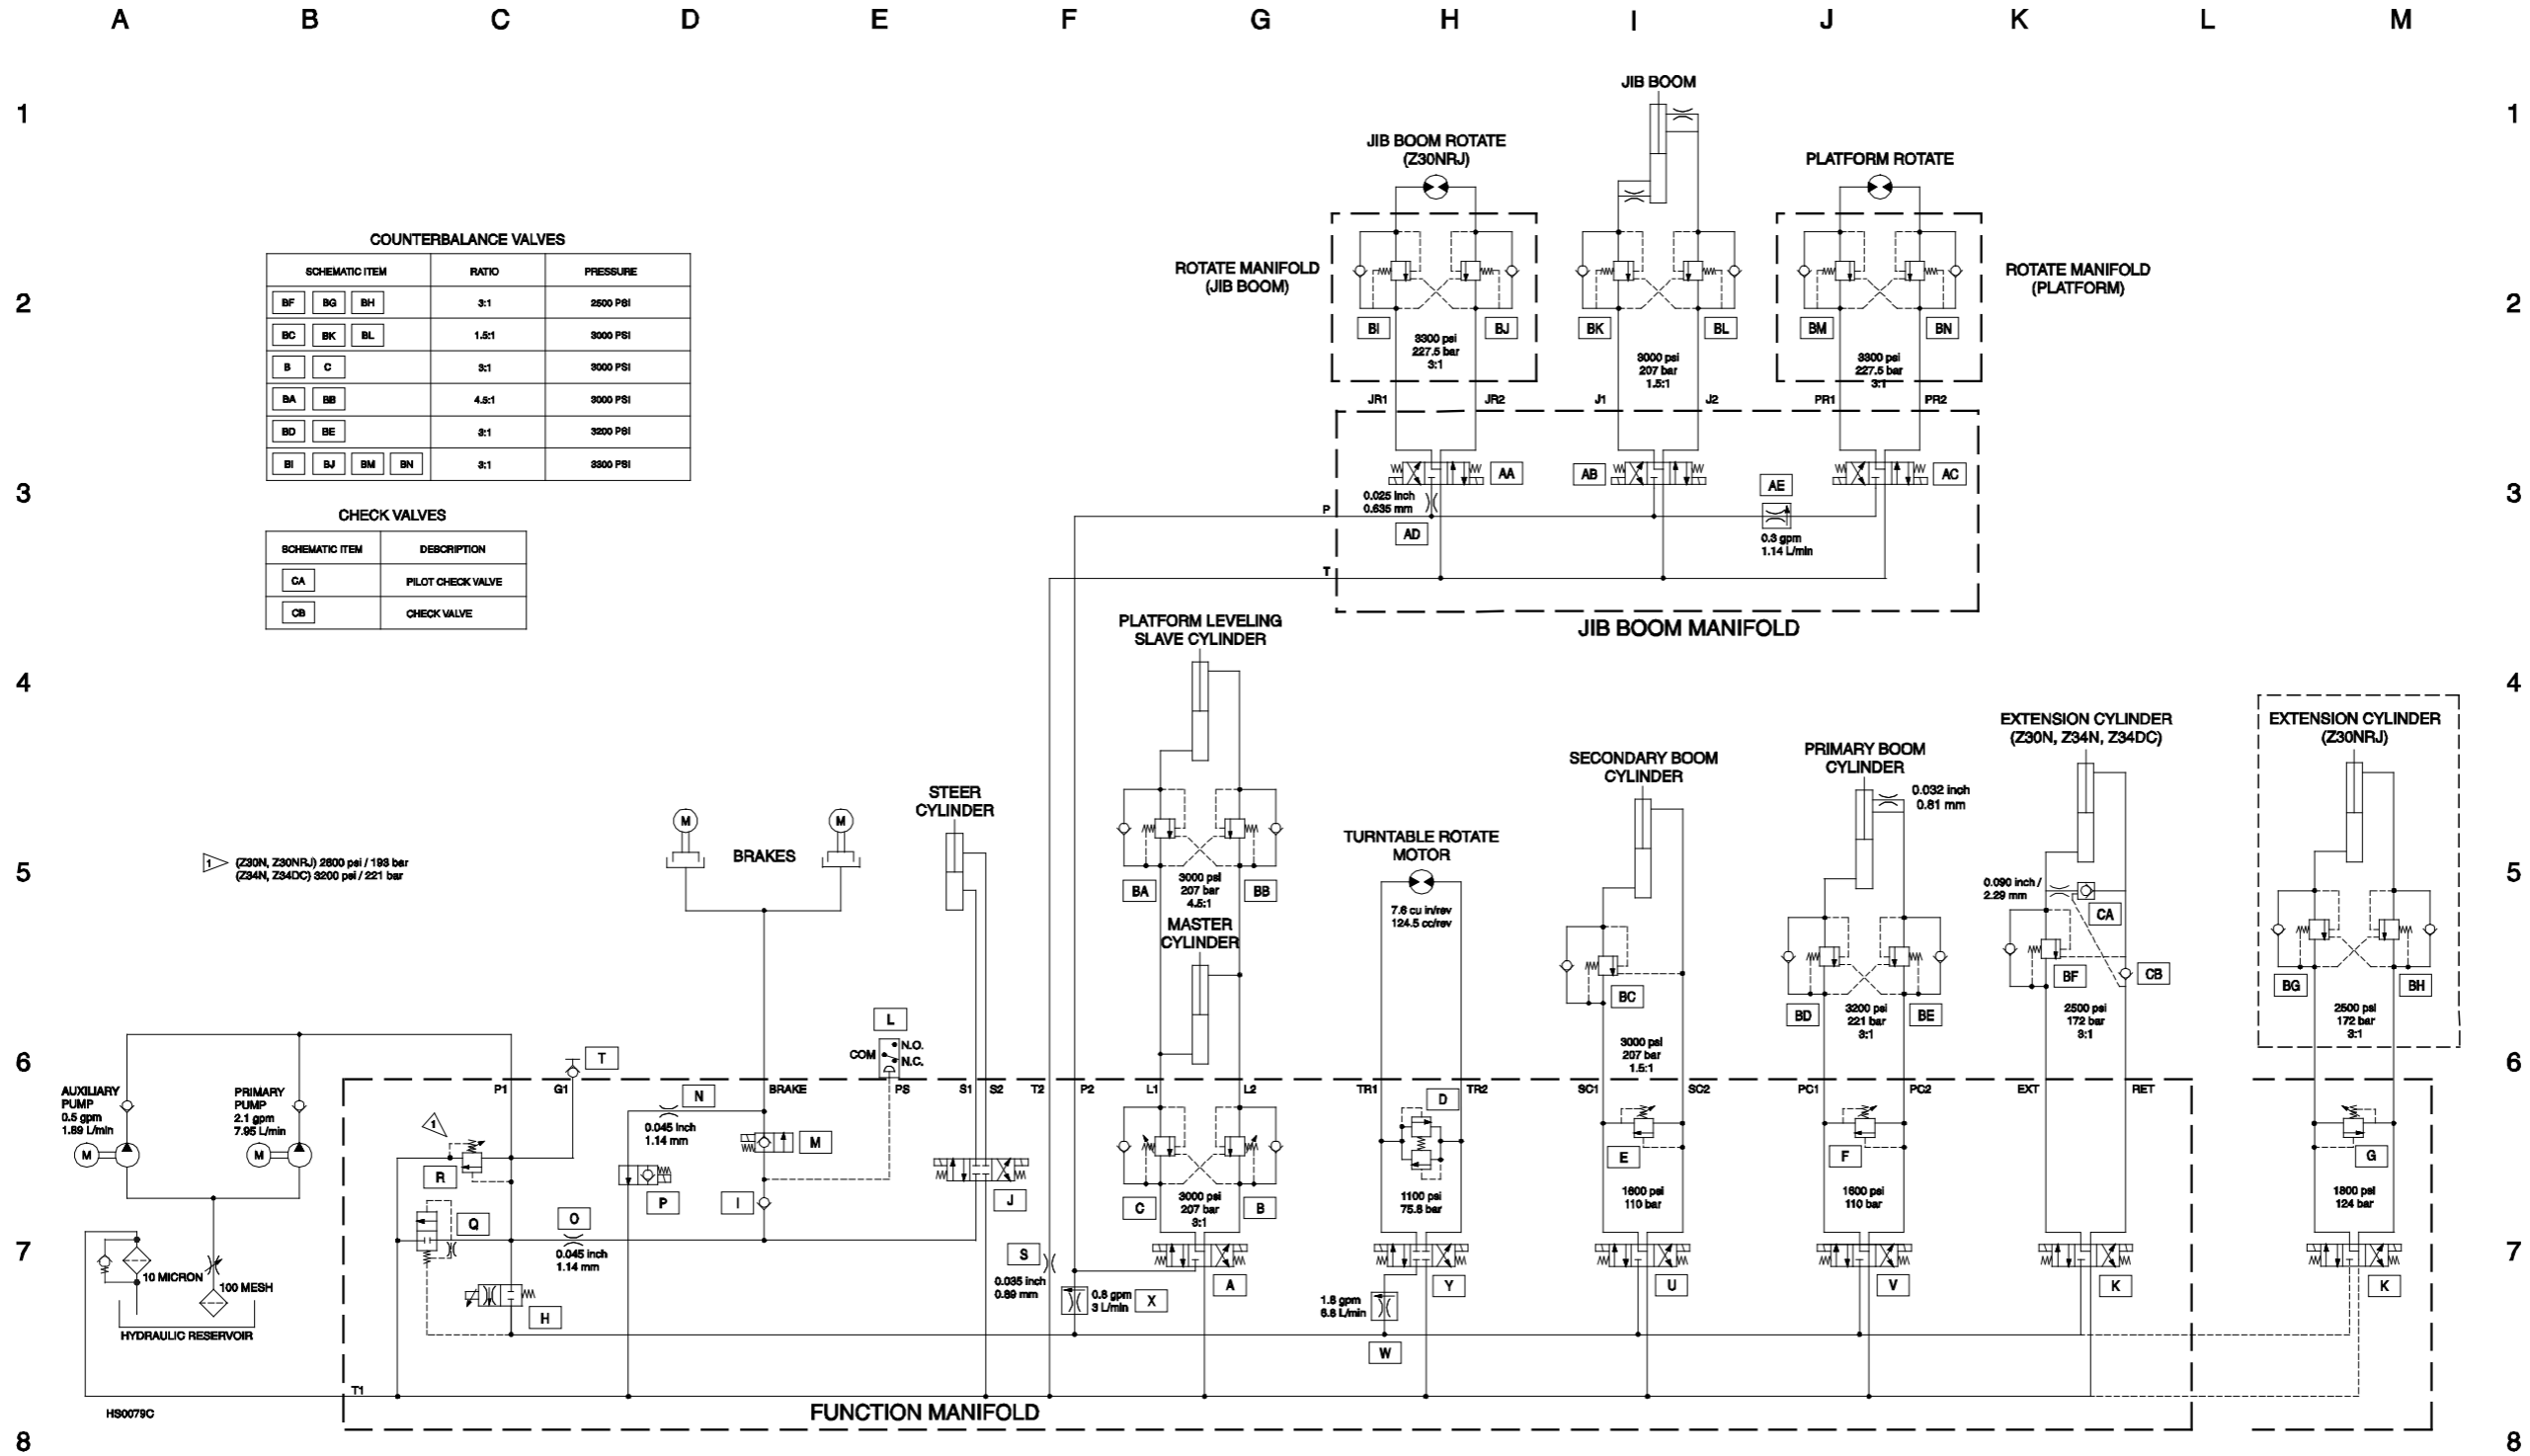 A B C D E F G H I J K L M
1
1
2
2
3
3
4
4
5
5
6
6
7
7
8
8
COUNTERBALANCE VALVES
SCHEMATIC ITEM RATIO PRESSURE
BF BG BH 3:1 2500 PSI
BC BK BL 1.5:1 3000 PSI
B C 3:1 3000 PSI
BA BB 4.5:1 3000 PSI
BD BE 3:1 3200 PSI
BI BJ BM BN 3:1 3300 PSI
CHECK VALVES
SCHEMATIC ITEM DESCRIPTION
CA PILOT CHECK VALVE
CB CHECK VALVE
JIB BOOM
JIB BOOM ROTATE
(Z30NRJ)
PLATFORM ROTATE
ROTATE MANIFOLD
(JIB BOOM)
ROTATE MANIFOLD
(PLATFORM)
BI
BJ
3300 psi
227.5 bar
3:1
BK
BL
3000 psi
207 bar
1.5:1
BM
BN
3300 psi
227.5 bar
3:1
JR1
JR2
J1
J2
PR1
PR2
AA
AB
AC
AE
0.025 inch
0.635 mm
AD
0.3 gpm
1.14 L/min
P
T
JIB BOOM MANIFOLD
PLATFORM LEVELING
SLAVE CYLINDER
BA
BB
3000 psi
207 bar
4.5:1
MASTER
CYLINDER
TURNTABLE ROTATE
MOTOR
7.6 cu in/rev
124.5 cc/rev
SECONDARY BOOM
CYLINDER
BC
3000 psi
207 bar
1.5:1
PRIMARY BOOM
CYLINDER
0.032 inch
0.81 mm
BD
BE
3200 psi
221 bar
3:1
EXTENSION CYLINDER
(Z30N, Z34N, Z34DC)
0.090 inch /
2.29 mm
CA
BF
CB
2500 psi
172 bar
3:1
EXTENSION CYLINDER
(Z30NRJ)
BG
BH
2500 psi
172 bar
3:1
1
(Z30N, Z30NRJ) 2800 psi / 193 bar
(Z34N, Z34DC) 3200 psi / 221 bar
M
BRAKES
M
STEER
CYLINDER
L
COM
N.O.
N.C.
T
AUXILIARY
PUMP
0.5 gpm
1.89 L/min
M
PRIMARY
PUMP
2.1 gpm
7.95 L/min
M
10 MICRON
100 MESH
HYDRAULIC RESERVOIR
HS0079C
P1
G1
BRAKE
PS
S1
S2
T2
P2
L1
L2
TR1
TR2
SC1
SC2
PC1
PC2
EXT
RET
1
R
Q
O
0.045 inch
1.14 mm
H
N
0.045 inch
1.14 mm
M
P
I
J
S
0.035 inch
0.89 mm
0.8 gpm
3 L/min
X
C
B
3000 psi
207 bar
3:1
A
D
1100 psi
75.8 bar
1.8 gpm
6.8 L/min
W
Y
E
1600 psi
110 bar
U
F
1600 psi
110 bar
V
K
G
1800 psi
124 bar
K
T1
FUNCTION MANIFOLD